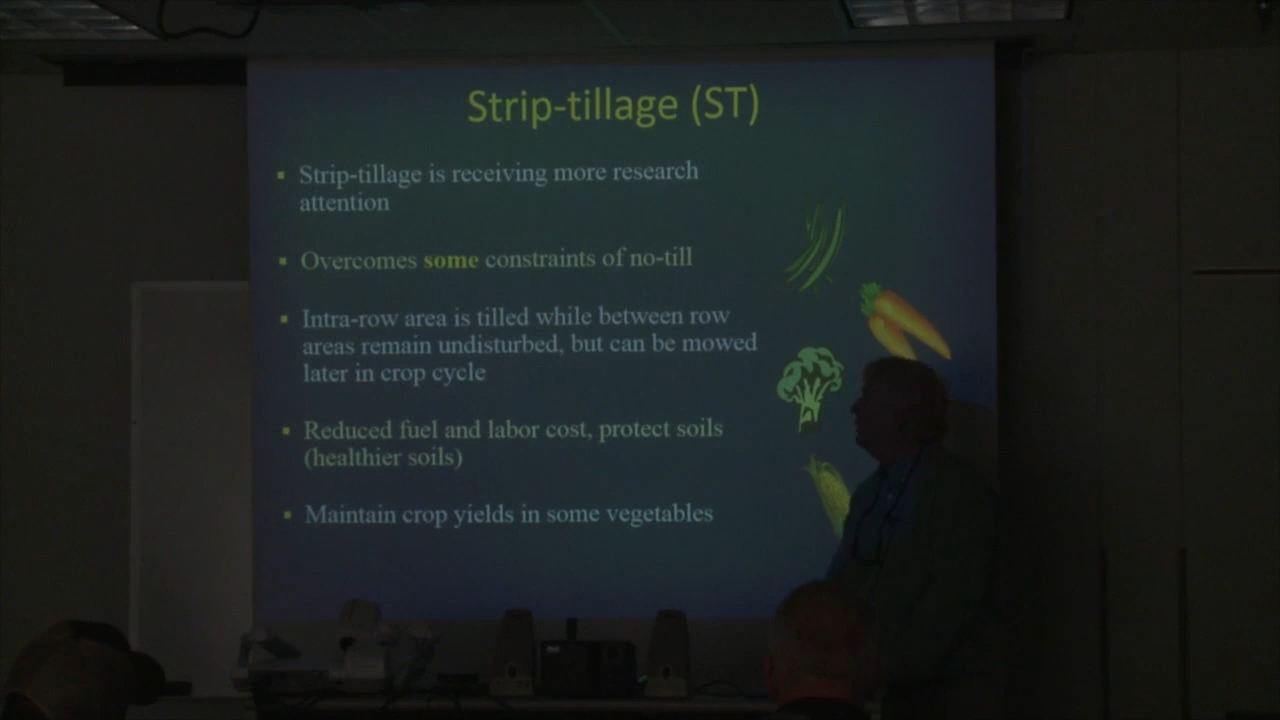 Strip-tillage (ST)
▪ Strip-tillage is receiving more research
attention
▪ Overcomes some constraints of no-till
▪ Intra-row area is tilled while between row
areas remain undisturbed, but can be mowed
later in crop cycle
▪ Reduced fuel and labor cost, protect soils
(healthier soils)
▪ Maintain crop yields in some vegetables